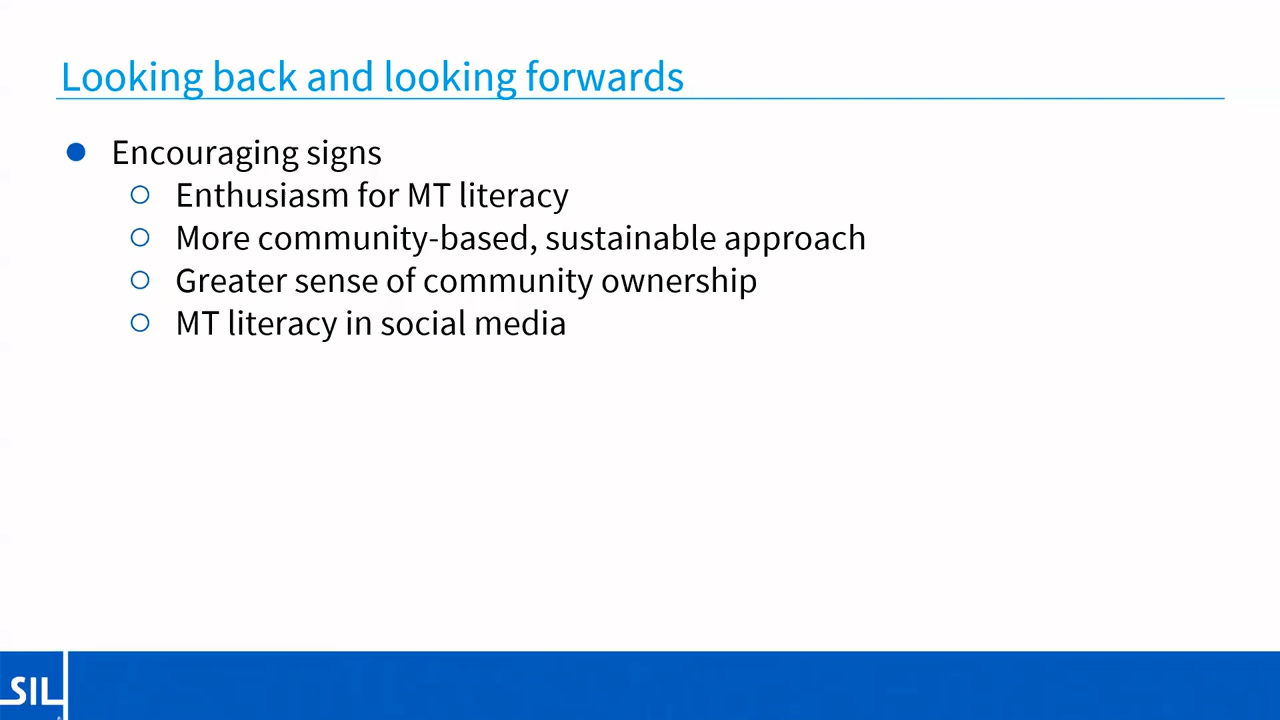 Looking back and looking forwards
Encouraging signs
Enthusiasm for MT literacy
More community-based, sustainable approach
Greater sense of community ownership
MT literacy in social media
SIL